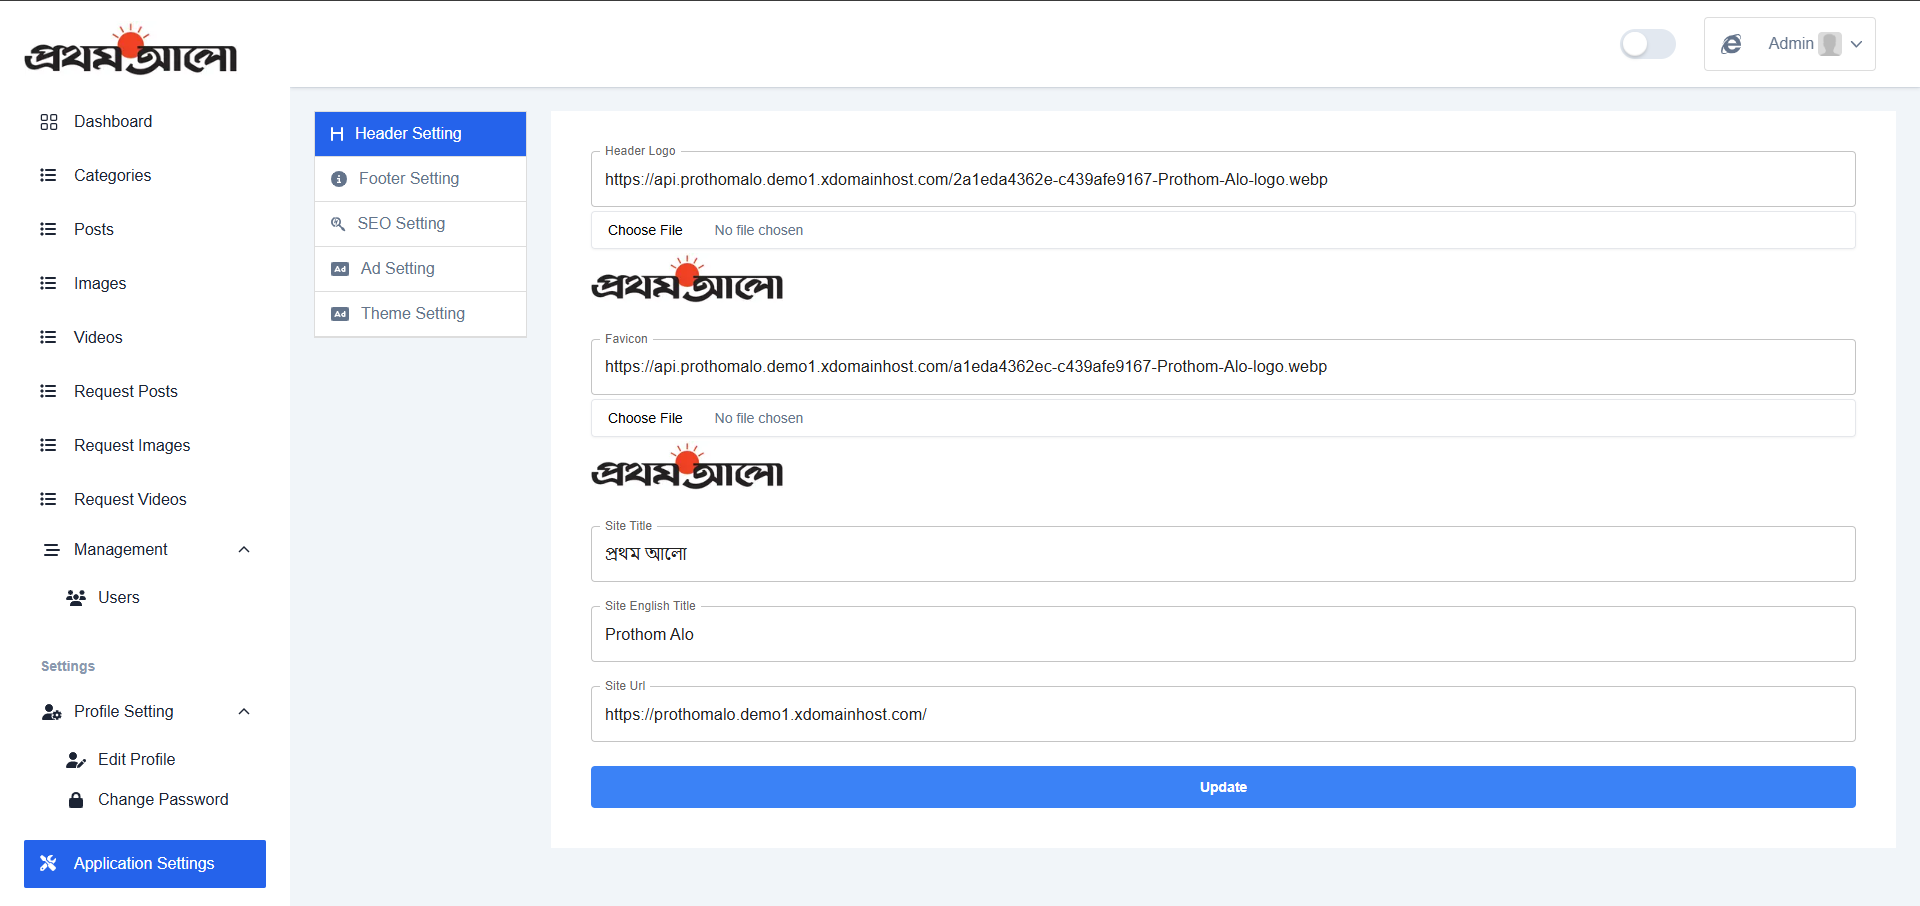 প্রথম আলো
Admin
Dashboard
Categories
Posts
Images
Videos
Request Posts
Request Images
Request Videos
Management
Users
Settings
Profile Setting
Edit Profile
Change Password
Application Settings
Header Setting
Footer Setting
SEO Setting
Ad Ad Setting
Ad Theme Setting
Header Logo
https://api.prothomalo.demo1.xdomainhost.com/2a1eda4362e-c439afe9167-Prothom-Alo-logo.webp
Choose File No file chosen
প্রথম আলো
Favicon
https://api.prothomalo.demo1.xdomainhost.com/a1eda4362ec-c439afe9167-Prothom-Alo-logo.webp
Choose File No file chosen
প্রথম আলো
Site Title
প্রথম আলো
Site English Title
Prothom Alo
Site Url
https://prothomalo.demo1.xdomainhost.com/
Update